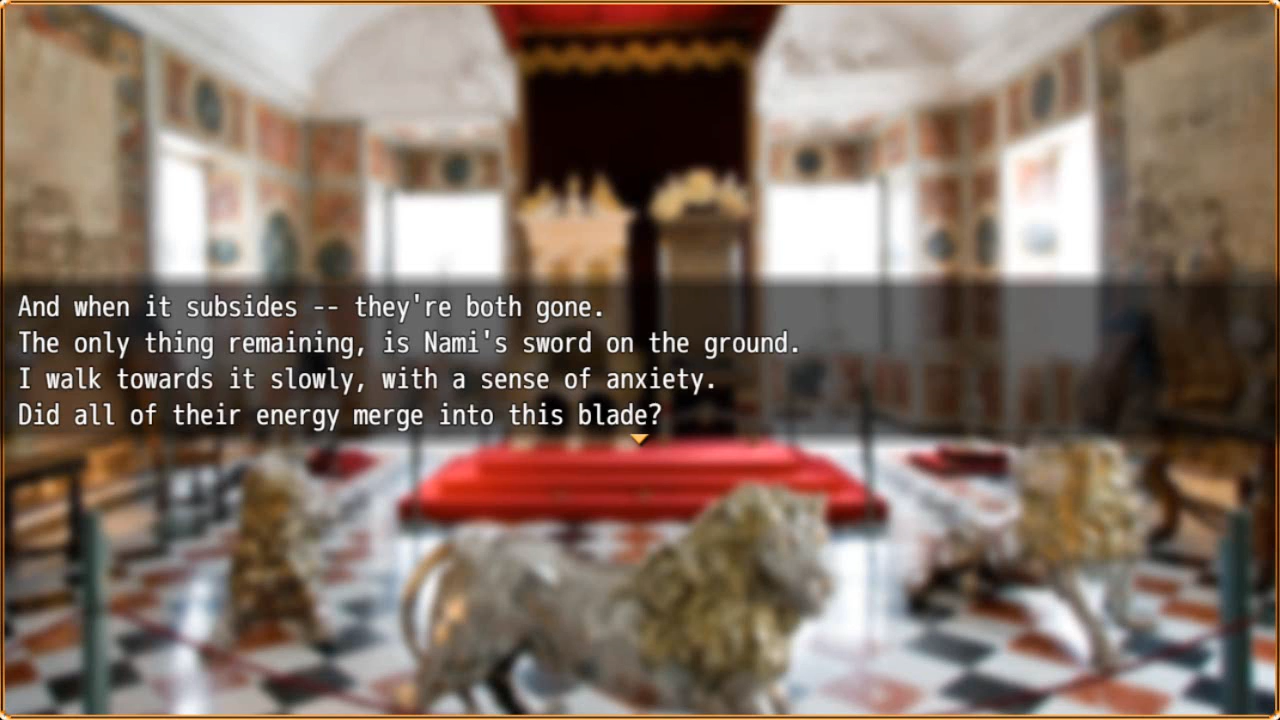 And when it subsides -- they're both gone.
The only thing remaining, is Nami's sword on the ground.
I walk towards it slowly, with a sense of anxiety.
Did all of their energy merge into this blade?